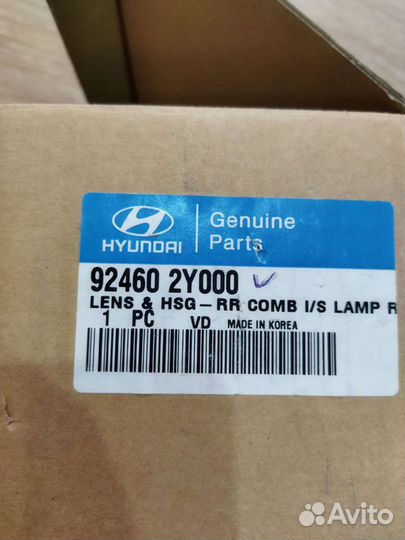 HYUNDAI
Genuine
Parts
92460 2Y000
LENS & HSG-RR COMB I/S LAMP R
1 PC VD MADE IN KOREA
Avito